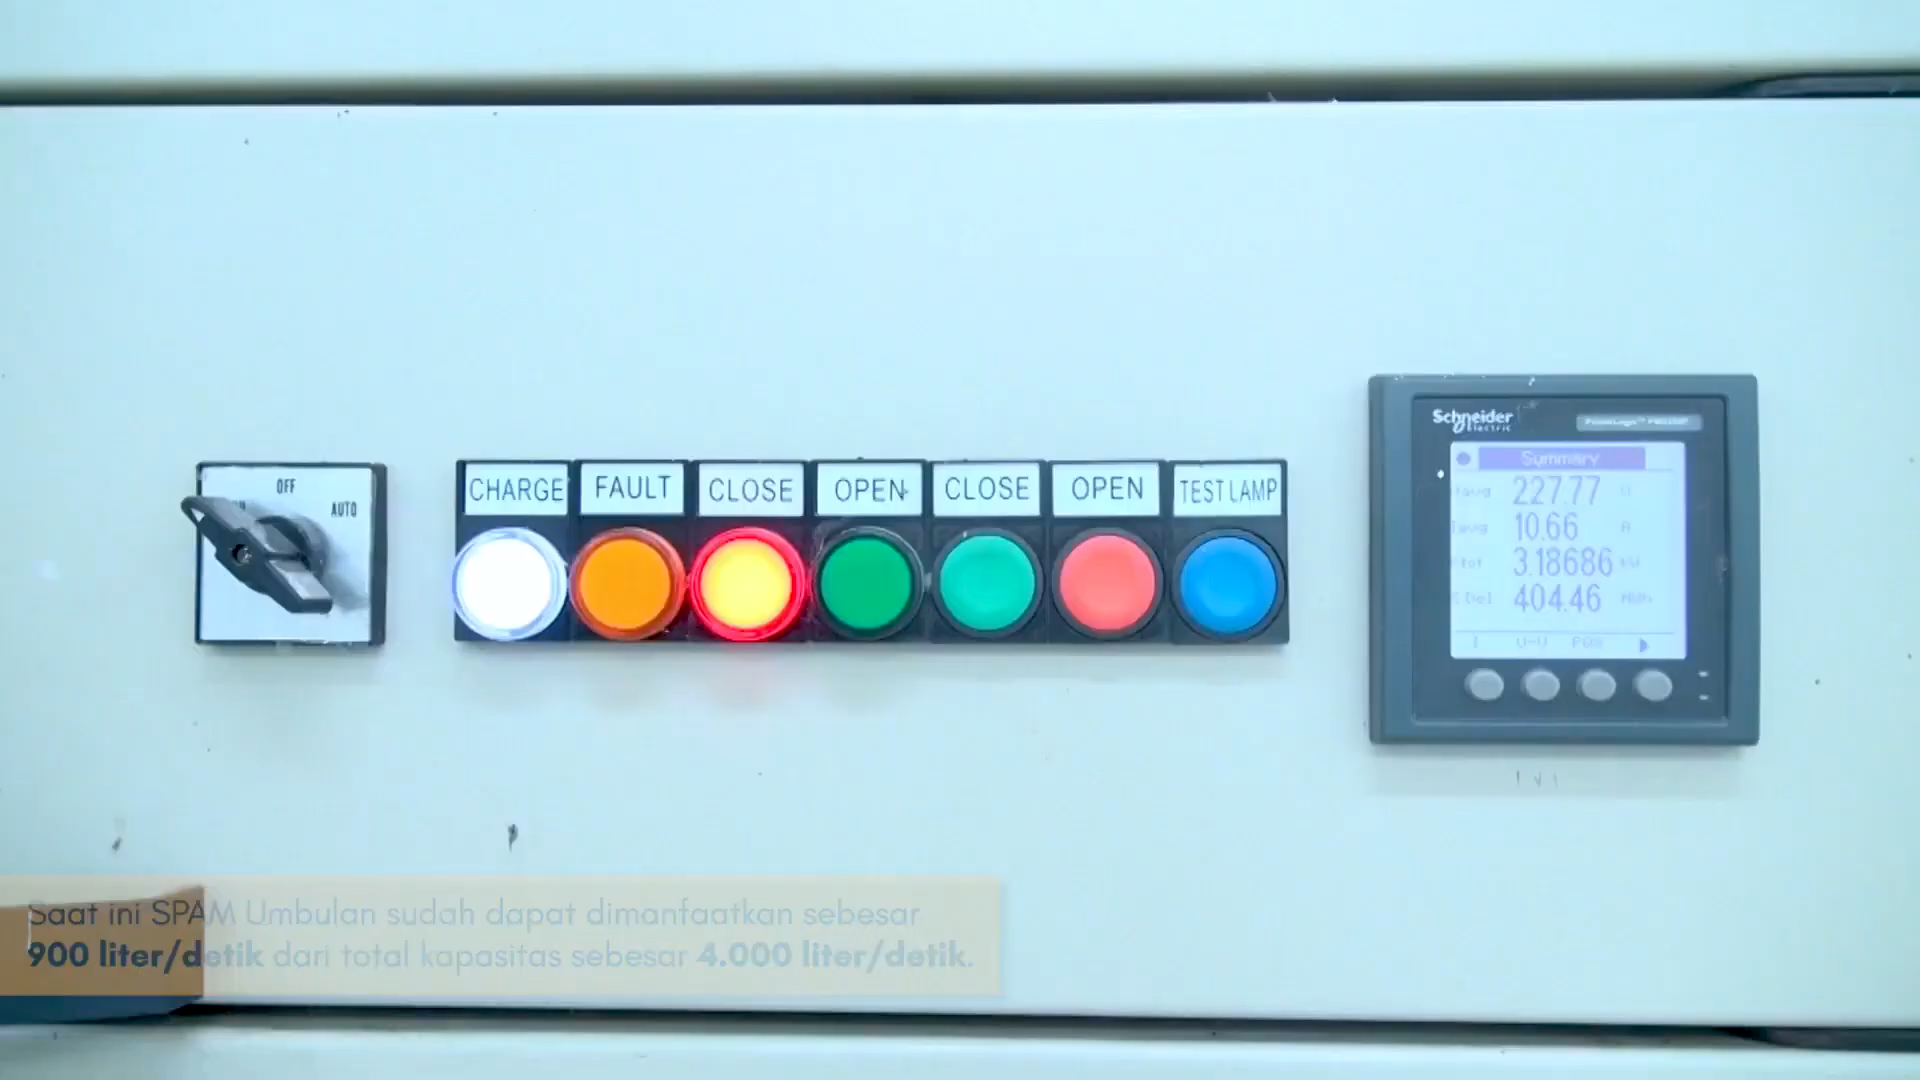 OFF
AUTO
CHARGE
FAULT
CLOSE
OPEN
CLOSE
OPEN
TEST LAMP
Schneider
Electric
Summary
227.77
10.66
3.18686
404.46
Saat ini SPAM Umbulan sudah dapat dimanfaatkan sebesar
900 liter/detik dari total kapasitas sebesar 4.000 liter/detik.